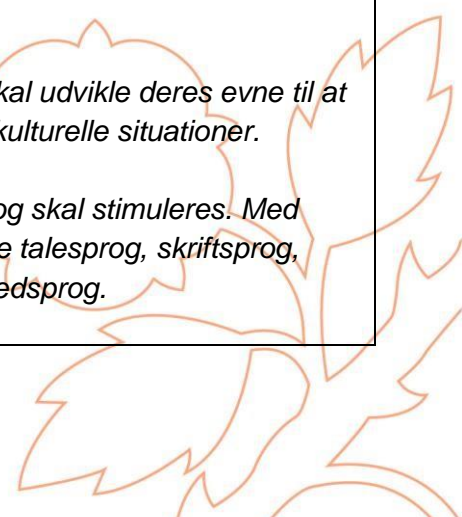 kal udvikle deres evne til at
kulturelle situationer.
og skal stimuleres. Med
e talesprog, skriftsprog,
edsprog.